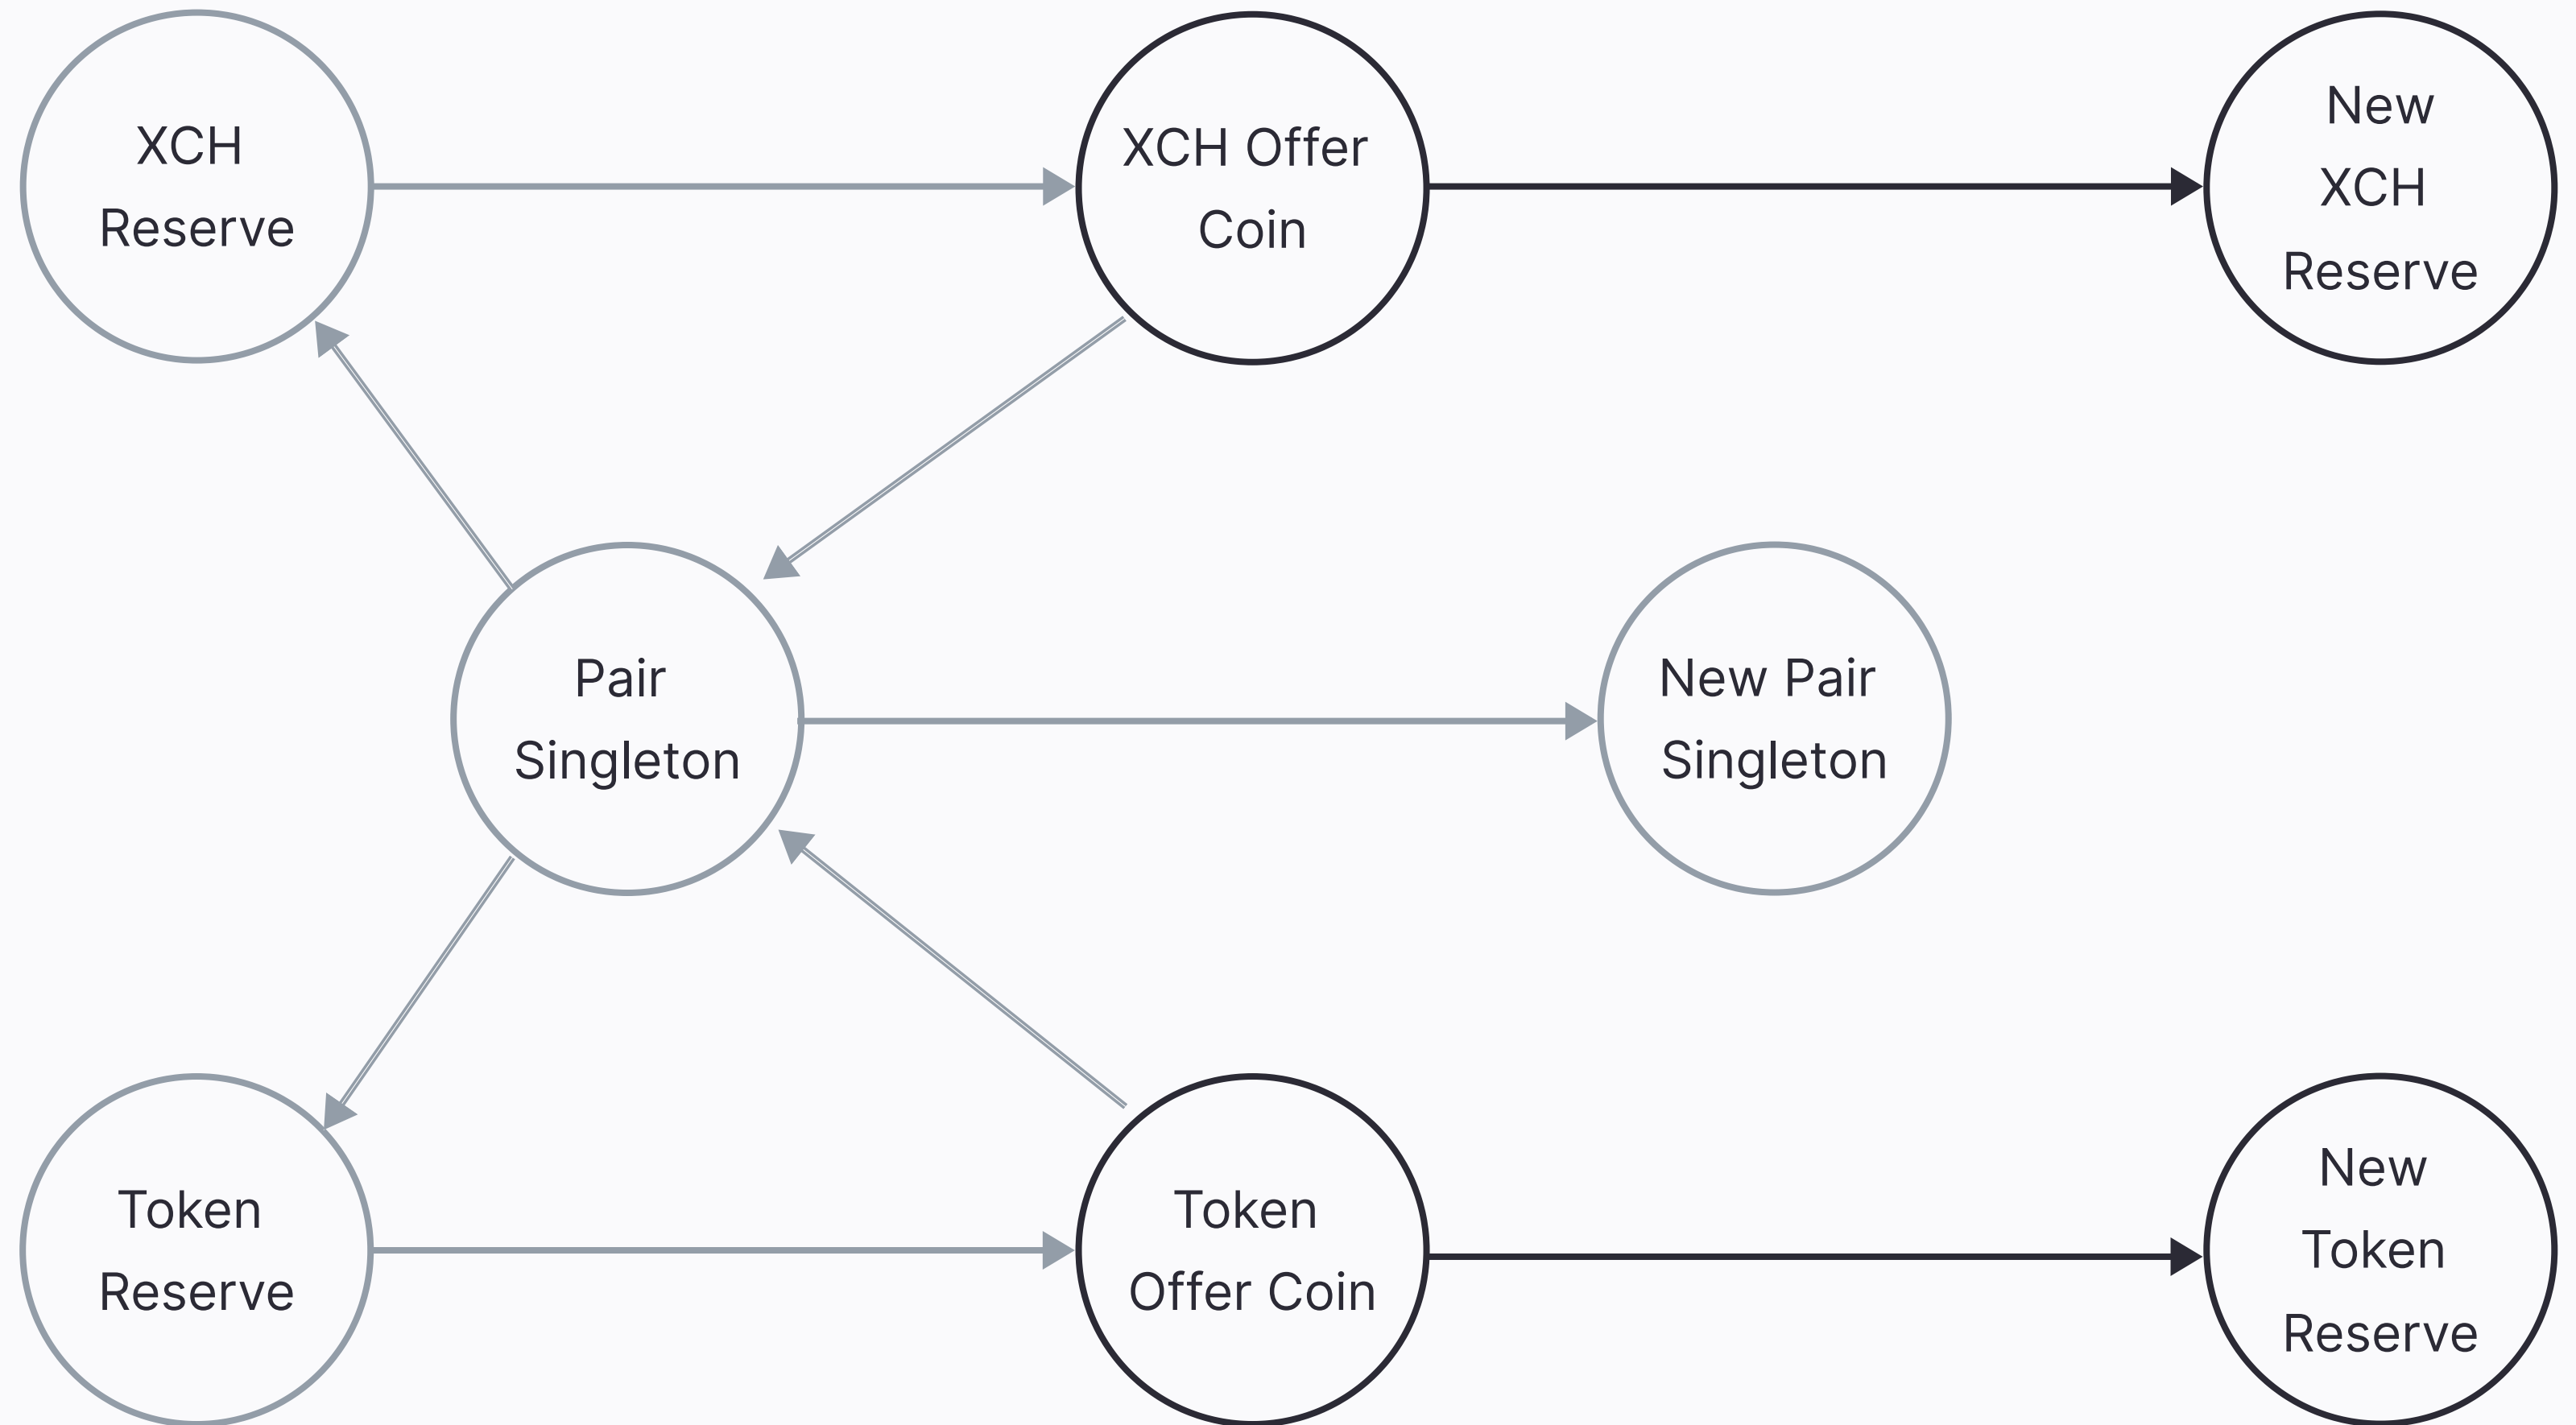 XCH
Reserve
XCH Offer
Coin
New
XCH
Reserve
Pair
Singleton
New Pair
Singleton
Token
Reserve
Token
Offer Coin
New
Token
Reserve